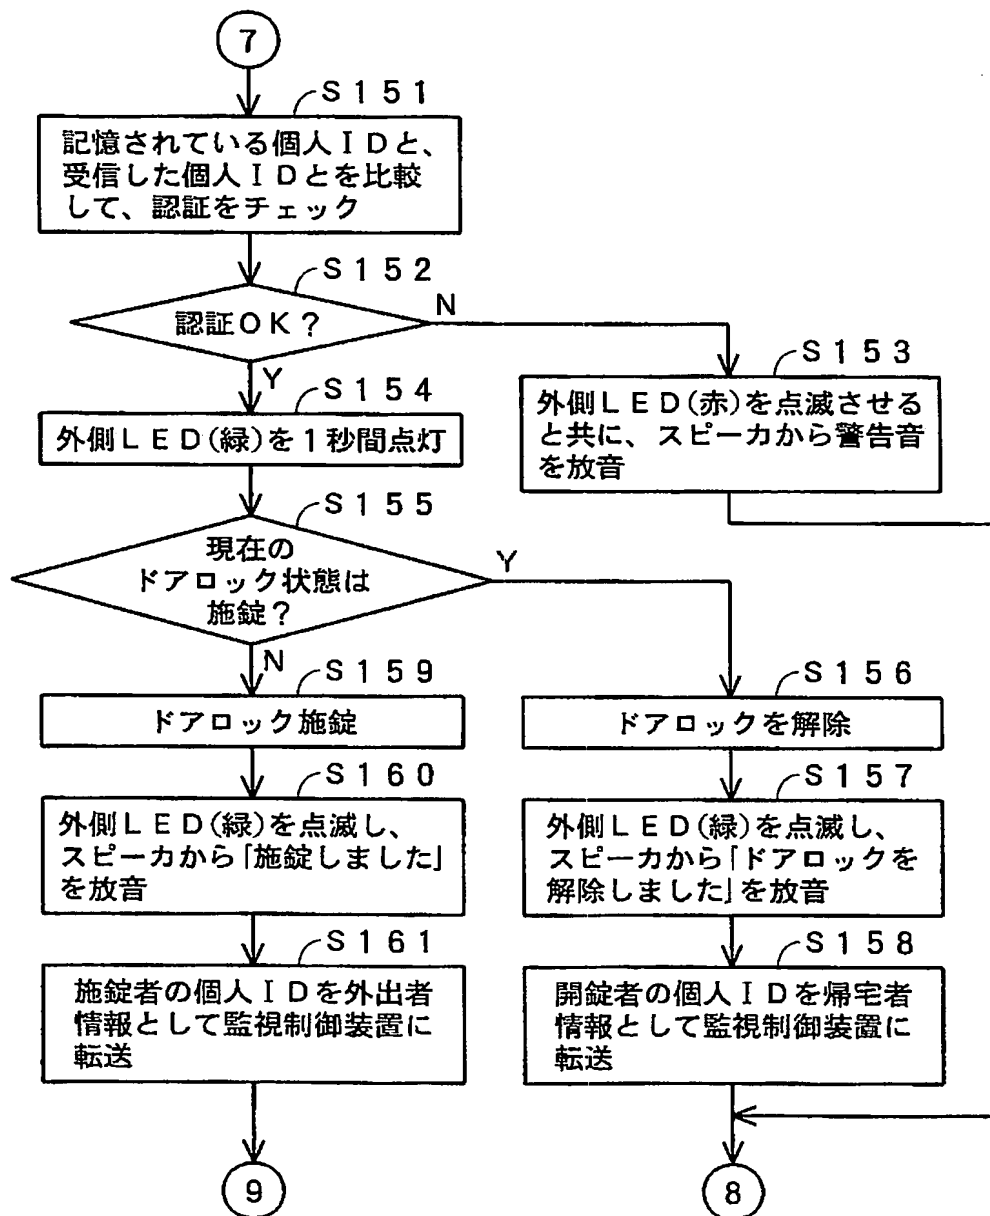 7
S151
記憶されている個人IDと、
受信した個人IDとを比較
して、認証をチェック
S152
認証OK?
N
Y
S153
外側LED(赤)を点滅させる
と共に、スピーカから警告音
を放音
S154
外側LED(緑)を1秒間点灯
S155
現在の
ドアロック状態は
施錠?
Y
N
S159
ドアロック施錠
S156
ドアロックを解除
S160
外側LED(緑)を点滅し、
スピーカから「施錠しました」
を放音
S157
外側LED(緑)を点滅し、
スピーカから「ドアロックを
解除しました」を放音
S161
施錠者の個人IDを外出者
情報として監視制御装置に
転送
S158
開錠者の個人IDを帰宅者
情報として監視制御装置に
転送
9
8